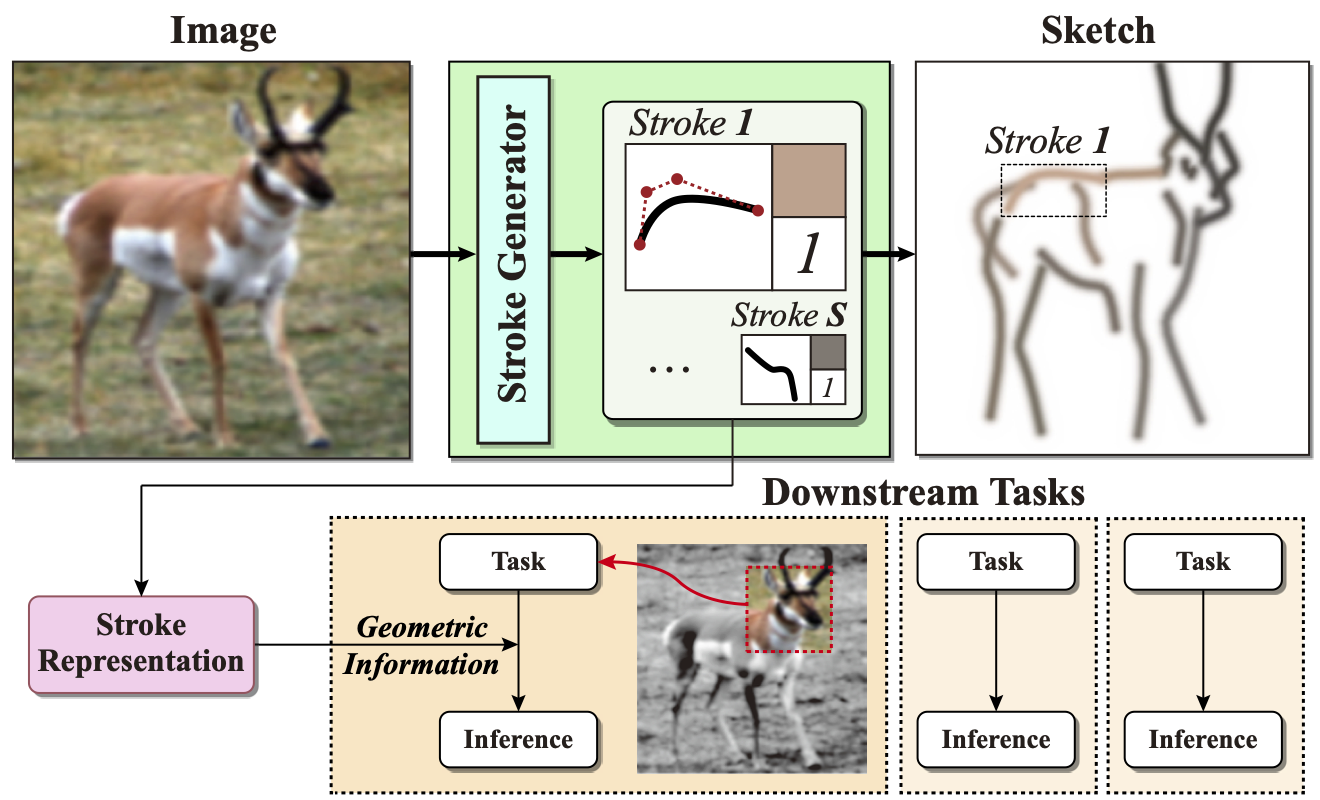 Image
Sketch
Stroke Generator
Stroke 1
1
Stroke S
...
1
Stroke 1
Downstream Tasks
Task
Task
Task
Stroke
Representation
Geometric
Information
Inference
Inference
Inference